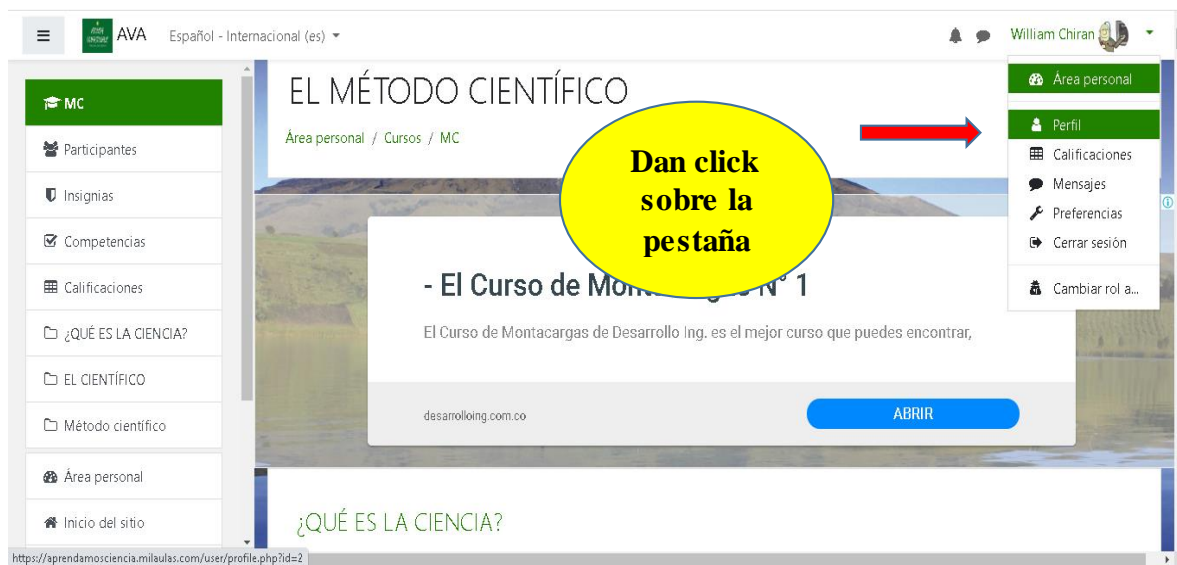 AVA Español - Internacional (es)
William Chiran
MC
Participantes
Insignias
Competencias
Calificaciones
¿QUÉ ES LA CIENCIA?
EL CIENTÍFICO
Método científico
Área personal
Inicio del sitio
EL MÉTODO CIENTÍFICO
Área personal / Cursos / MC
Dan click
sobre la
pestaña
- El Curso de N° 1
El Curso de Montacargas de Desarrollo Ing. es el mejor curso que puedes encontrar,
desarrolloing.com.co
ABRIR
¿QUÉ ES LA CIENCIA?
Área personal
Perfil
Calificaciones
Mensajes
Preferencias
Cerrar sesión
Cambiar rol a...
https://aprendamosciencia.milaulas.com/user/profile.php?id=2